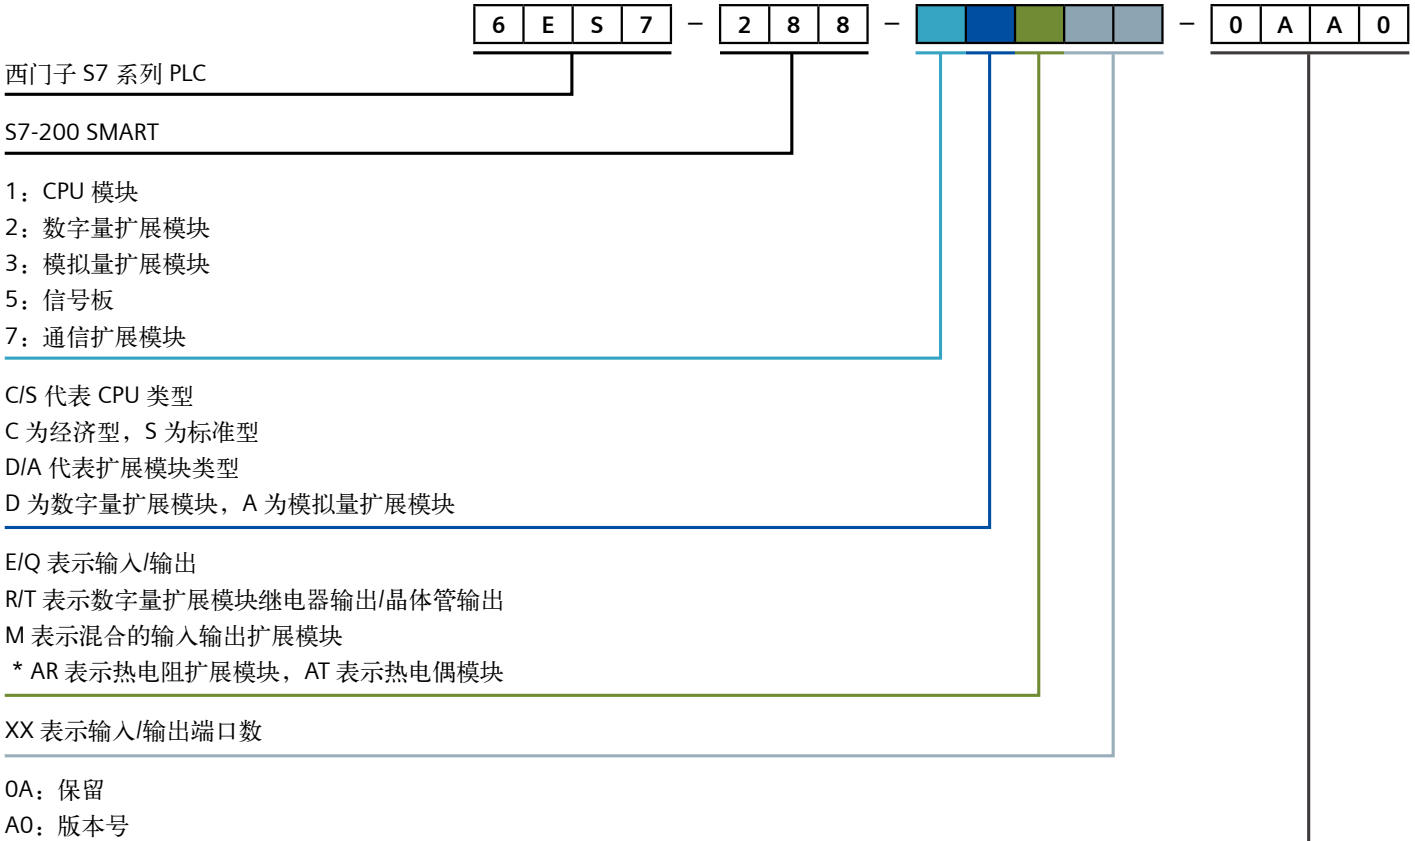 6ES7 – 288 – – 0AA0
西门子 S7 系列 PLC
S7-200 SMART
1：CPU 模块
2：数字量扩展模块
3：模拟量扩展模块
5：信号板
7：通信扩展模块
C/S 代表 CPU 类型
C 为经济型，S 为标准型
D/A 代表扩展模块类型
D 为数字量扩展模块，A 为模拟量扩展模块
E/Q 表示输入/输出
R/T 表示数字量扩展模块继电器输出/晶体管输出
M 表示混合的输入输出扩展模块
* AR 表示热电阻扩展模块，AT 表示热电偶模块
XX 表示输入/输出端口数
0A：保留
A0：版本号